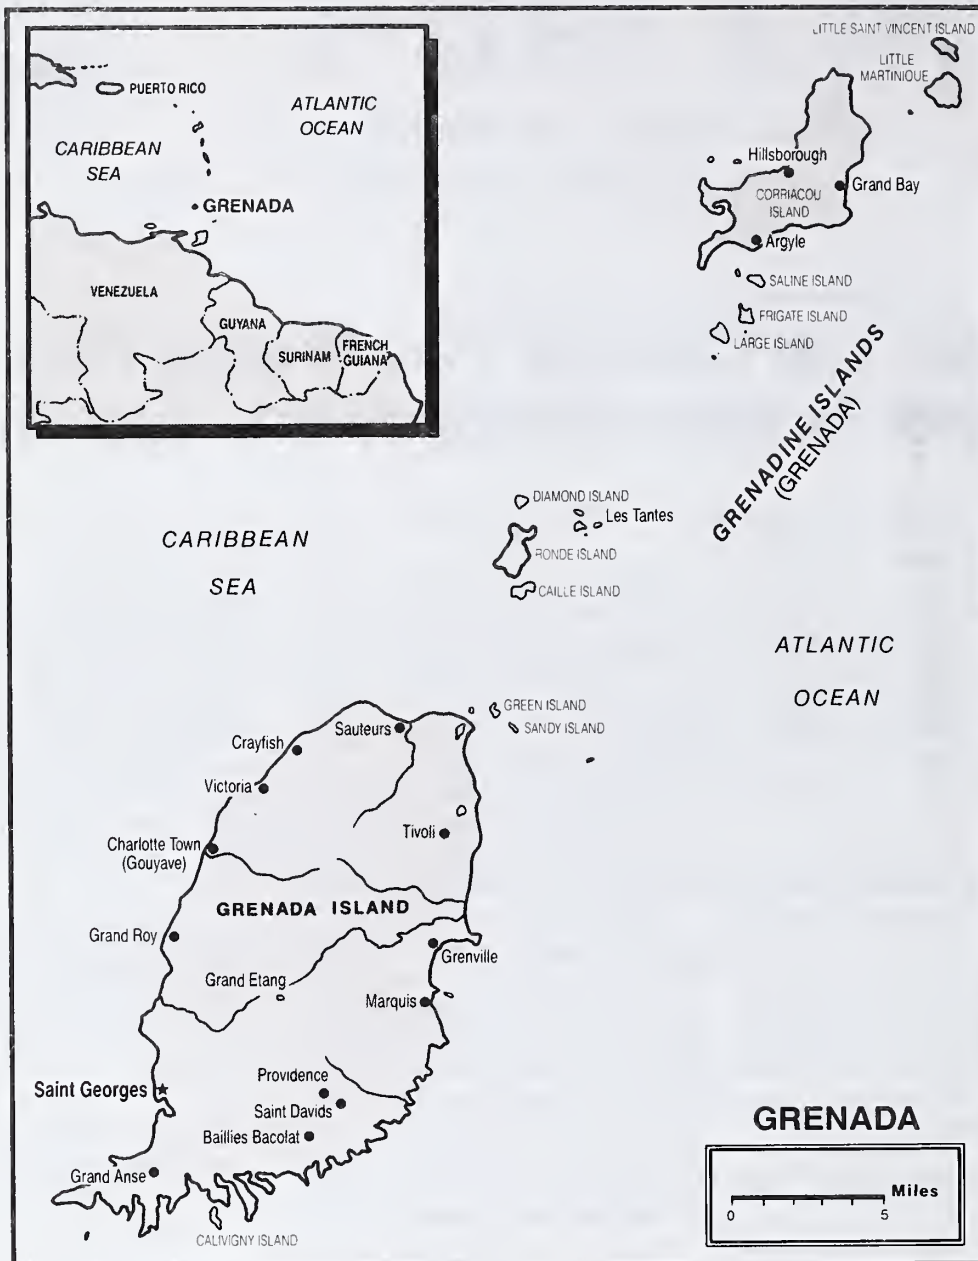 PUERTO RICO
ATLANTIC
OCEAN
CARIBBEAN
SEA
GRENADA
VENEZUELA
GUYANA
SURINAM
FRENCH
GUIANA
LITTLE SAINT VINCENT ISLAND
LITTLE
MARTINIQUE
Hillsborough
Grand Bay
CORRIACOU
ISLAND
Argyle
SALINE ISLAND
FRIGATE ISLAND
LARGE ISLAND
GRENADINE ISLANDS
(GRENADA)
DIAMOND ISLAND
Les Tantes
RONDE ISLAND
CAILLE ISLAND
CARIBBEAN
SEA
ATLANTIC
OCEAN
GREEN ISLAND
SANDY ISLAND
Sauteurs
Crayfish
Victoria
Tivoli
Charlotte Town
(Gouyave)
GRENADA ISLAND
Grand Roy
Grenville
Grand Etang
Marquis
Saint Georges
Providence
Saint Davids
Baillies Bacolat
Grand Anse
CALIVIGNY ISLAND
GRENADA
Miles
0 5